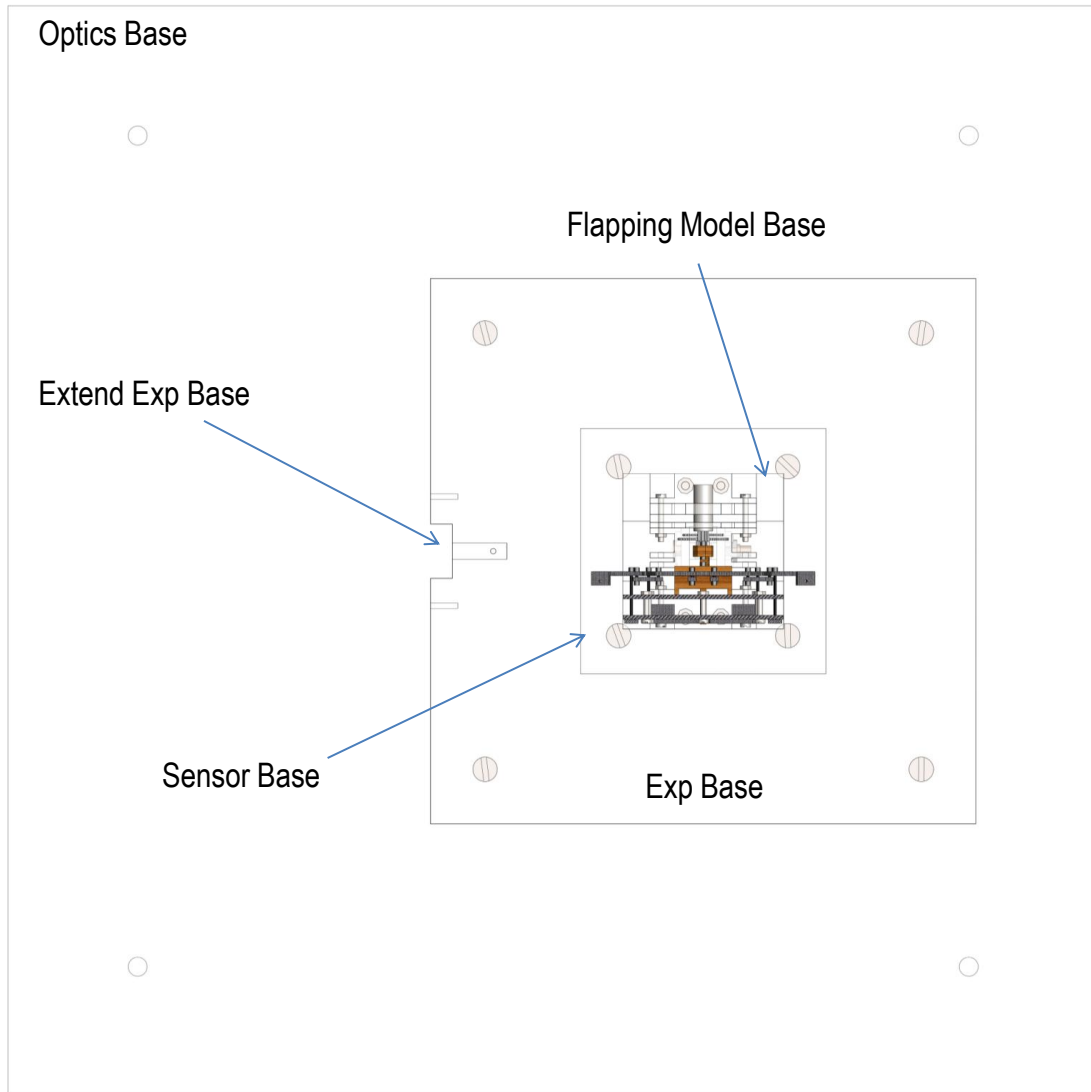 Optics Base
Flapping Model Base
Extend Exp Base
Sensor Base
Exp Base